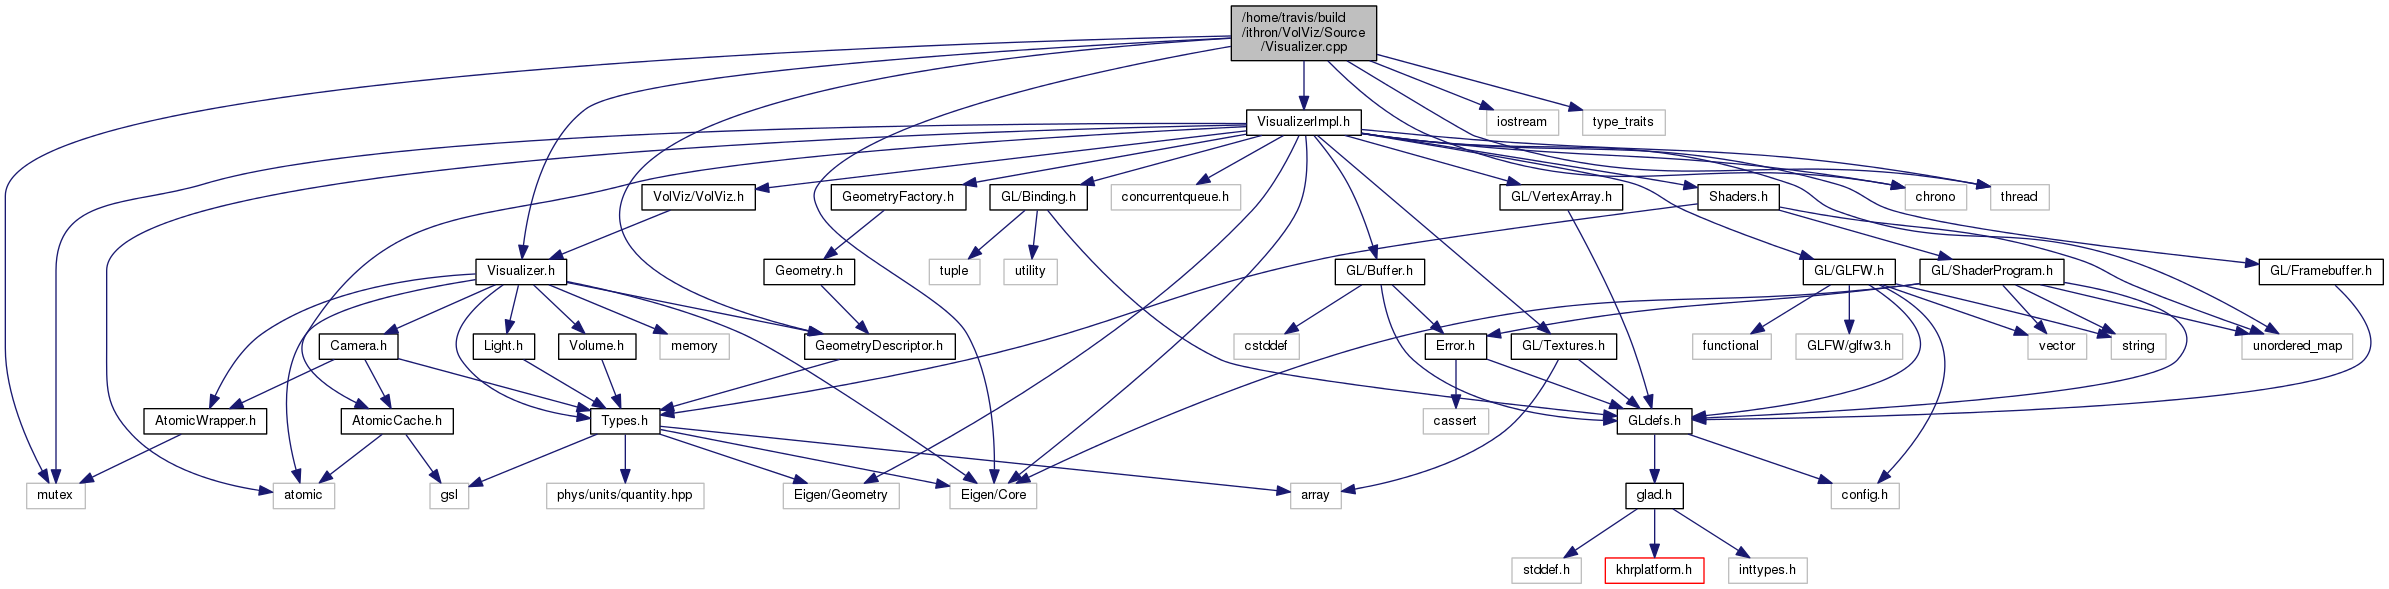 /home/travis/build
/ithron/VolViz/Source
/Visualizer.cpp
VisualizerImpl.h
iostream
type_traits
VolViz/VolViz.h
GeometryFactory.h
GL/Binding.h
concurrentqueue.h
GL/VertexArray.h
Shaders.h
chrono
thread
Visualizer.h
Geometry.h
tuple
utility
GL/Buffer.h
GL/GLFW.h
GL/ShaderProgram.h
GL/Framebuffer.h
Camera.h
Light.h
Volume.h
memory
GeometryDescriptor.h
cstddef
Error.h
GL/Textures.h
functional
GLFW/glfw3.h
vector
string
unordered_map
AtomicWrapper.h
AtomicCache.h
Types.h
cassert
GLdefs.h
mutex
atomic
gsl
phys/units/quantity.hpp
Eigen/Geometry
Eigen/Core
array
glad.h
config.h
stddef.h
khrplatform.h
inttypes.h